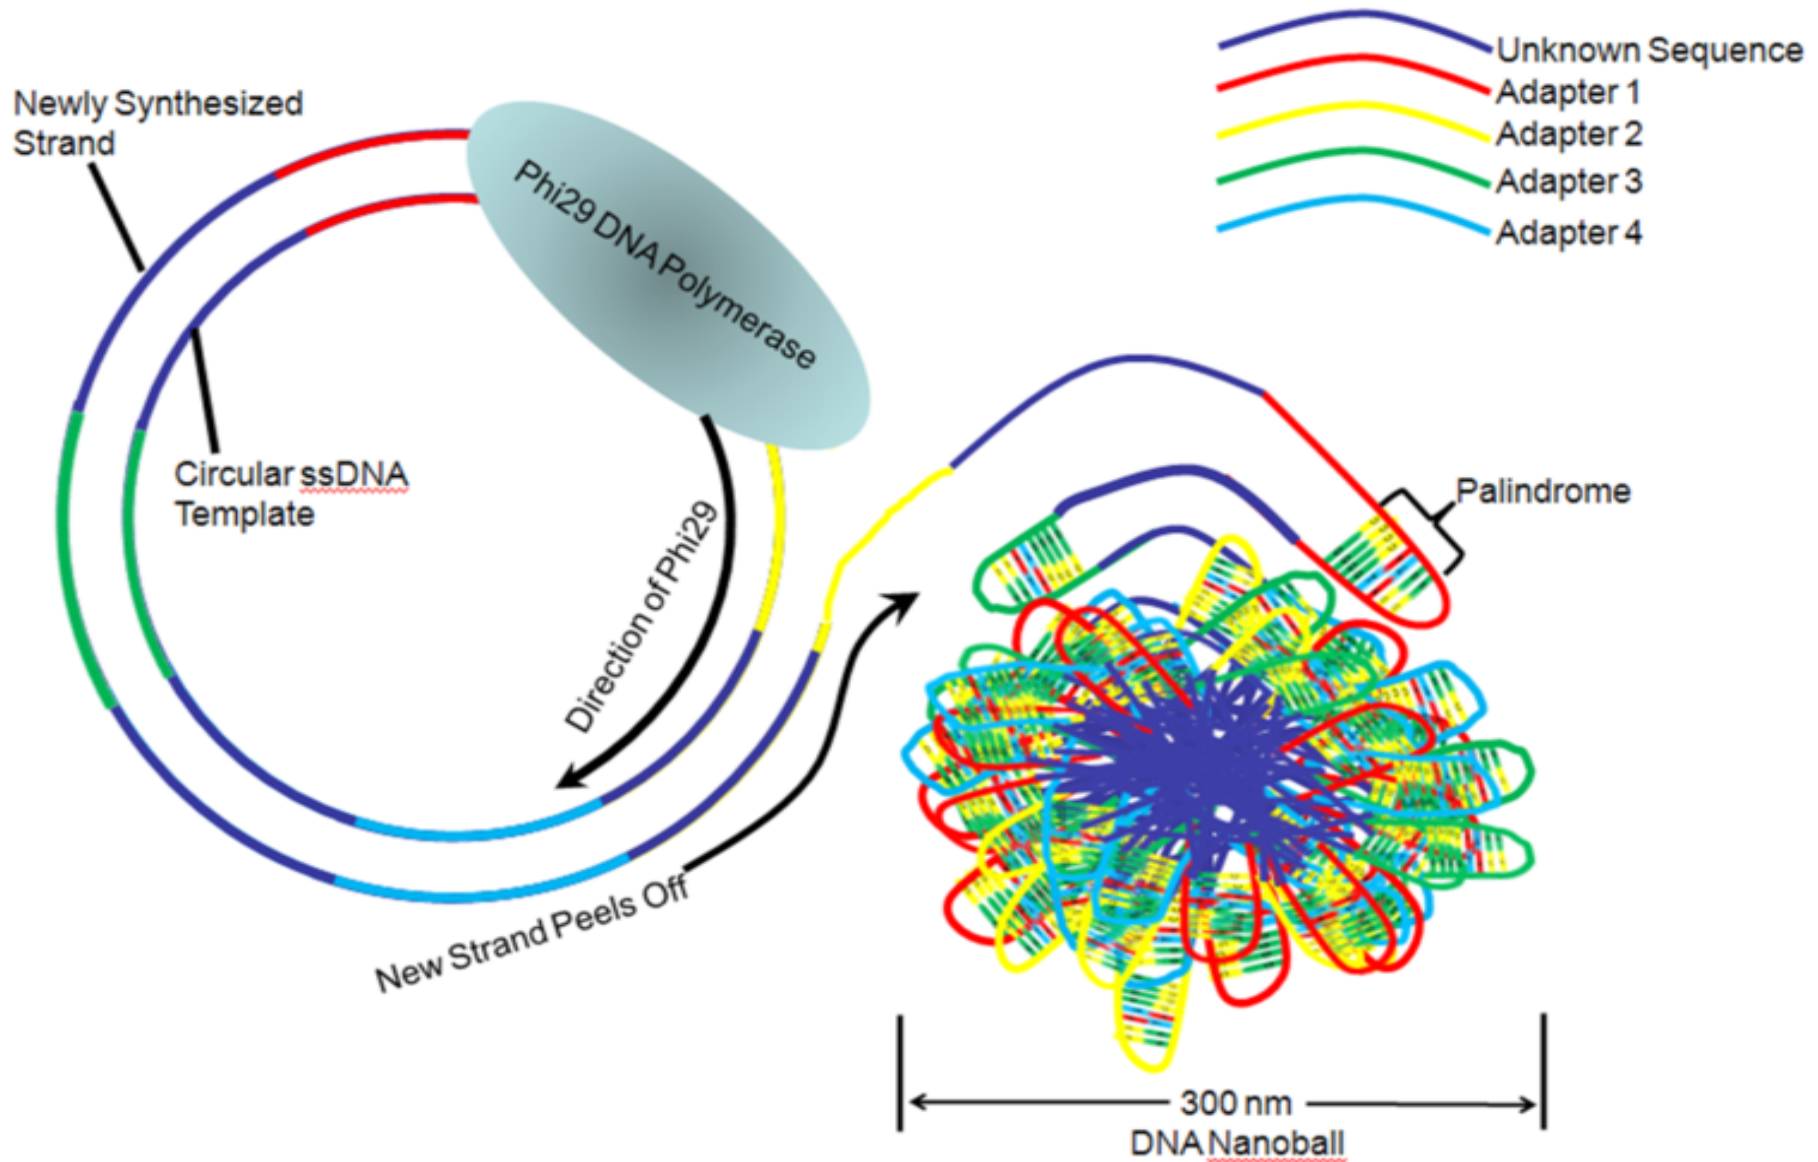 Newly Synthesized
Strand
Phi29 DNA Polymerase
Circular ssDNA
Template
Direction of Phi29
New Strand Peels Off
Unknown Sequence
Adapter 1
Adapter 2
Adapter 3
Adapter 4
Palindrome
300 nm
DNA Nanoball